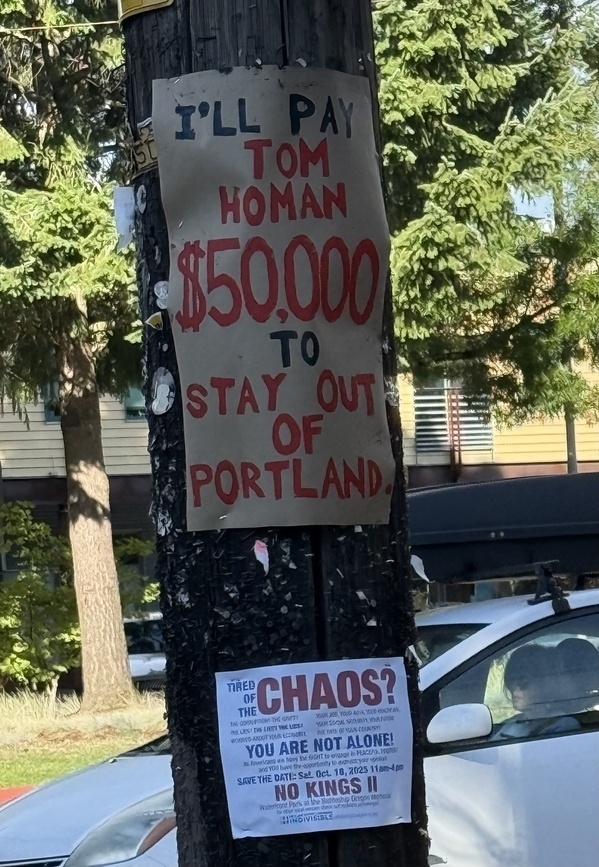 I'LL PAY
TOM
HOMAN
$50,000
TO
STAY OUT
OF
PORTLAND.
TIRED
OF
THE
CHAOS?
YOU ARE NOT ALONE!
SAVE THE DATE: Sat. Oct. 18, 2025 11am-4pm
NO KINGS II
INDIVISIBLE